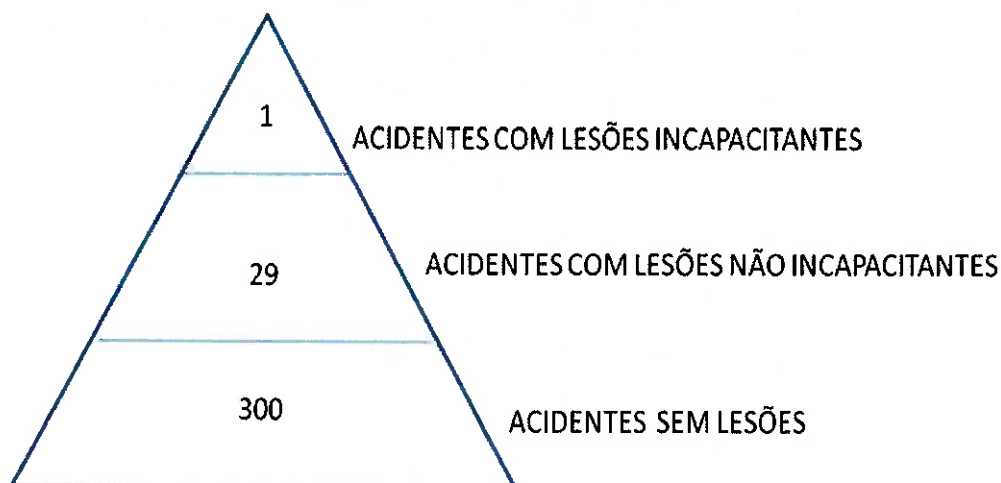 1
ACIDENTES COM LESÕES INCAPACITANTES
29
ACIDENTES COM LESÕES NÃO INCAPACITANTES
300
ACIDENTES SEM LESÕES